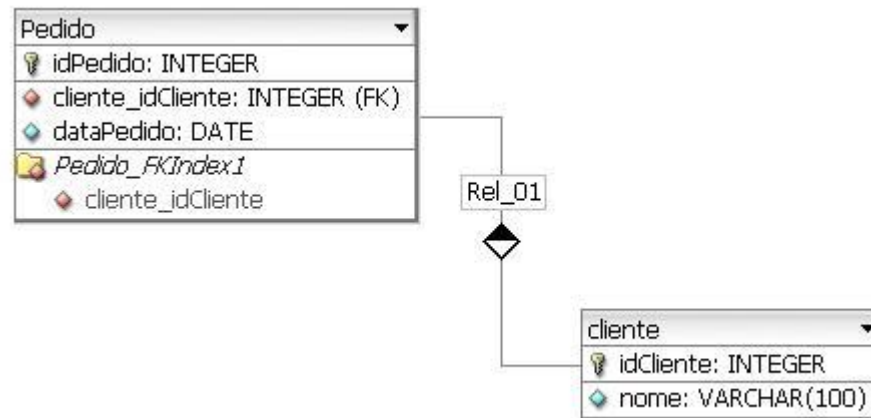 Pedido
idPedido: INTEGER
cliente_idCliente: INTEGER (FK)
dataPedido: DATE
Pedido_FKIndex1
cliente_idCliente
Rel_01
cliente
idCliente: INTEGER
nome: VARCHAR(100)